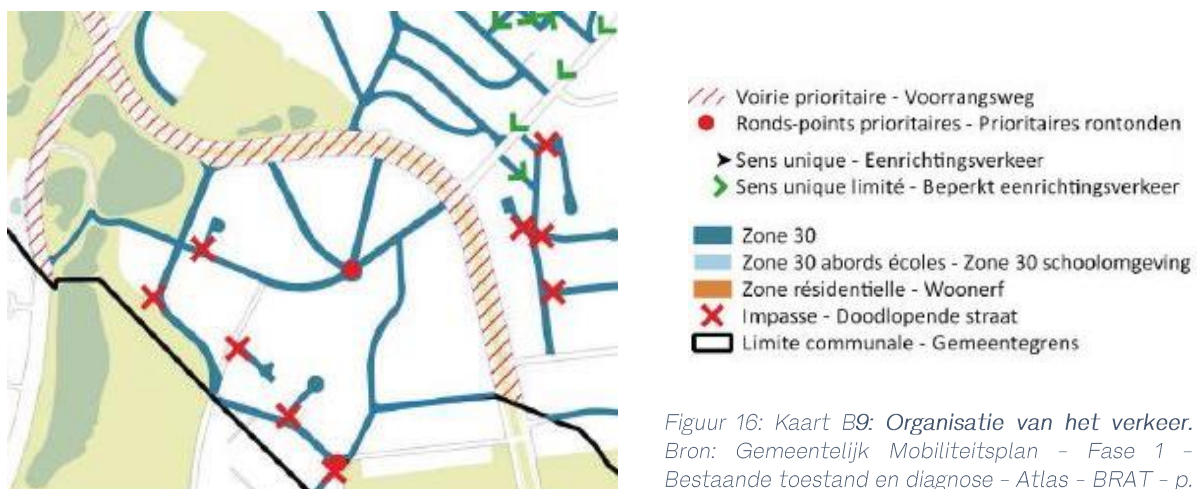 Voirie prioritaire - Voorrangsweg
Ronds-points prioritaires - Prioritaires rontonden
Sens unique - Eenrichtingsverkeer
Sens unique limité - Beperkt eenrichtingsverkeer
Zone 30
Zone 30 abords écoles - Zone 30 schoolomgeving
Zone résidentielle - Woonerf
Impasse - Doodlopende straat
Limite communale - Gemeentegrens
Figuur 16: Kaart B9: Organisatie van het verkeer.
Bron: Gemeentelijk Mobiliteitsplan - Fase 1 -
Bestaande toestand en diagnose - Atlas - BRAT - p.